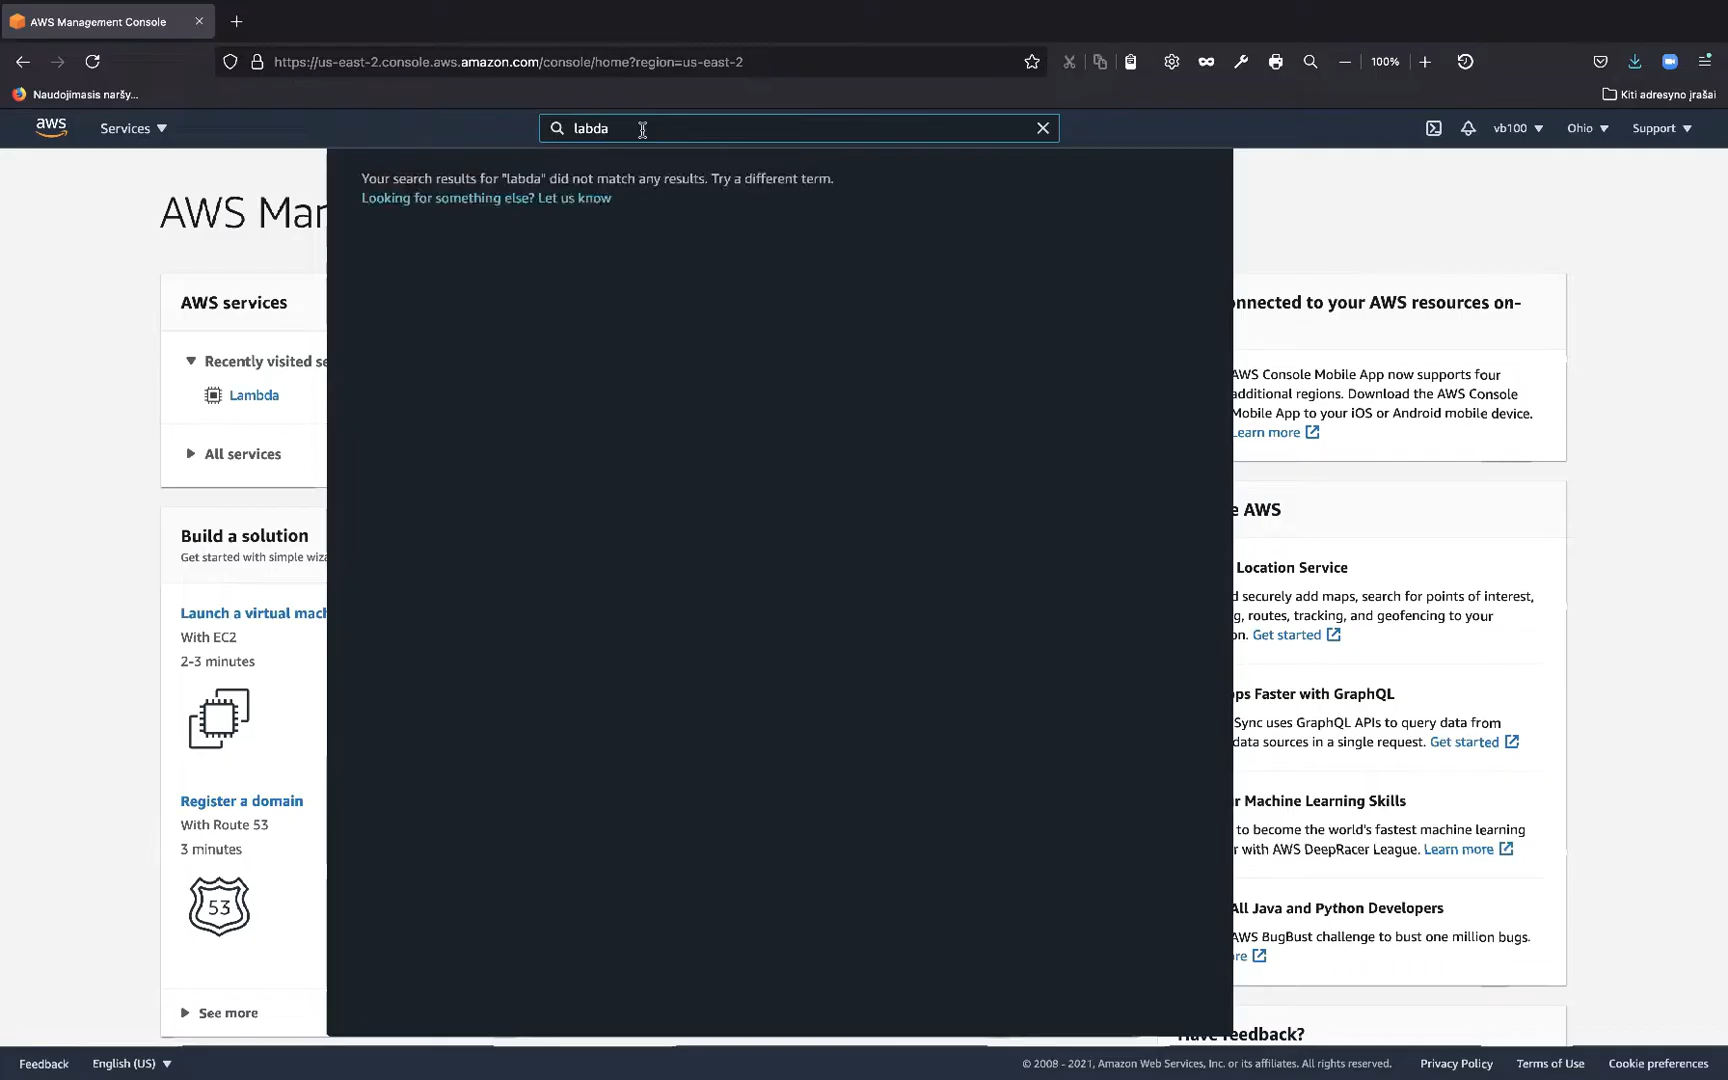 AWS Management Console
https://us-east-2.console.aws.amazon.com/console/home?region=us-east-2
100%
Naudojimasis naršy...
Kiti adresyno įrašai
aws
Services
labda
vb100
Ohio
Support
Your search results for "labda" did not match any results. Try a different term.
Looking for something else? Let us know
AWS Mar
AWS services
Recently visited se
Lambda
All services
Build a solution
Get started with simple wiza
Launch a virtual mach
With EC2
2-3 minutes
Register a domain
With Route 53
3 minutes
53
See more
onnected to your AWS resources on-
AWS Console Mobile App now supports four
additional regions. Download the AWS Console
Mobile App to your iOS or Android mobile device.
Learn more
e AWS
Location Service
d securely add maps, search for points of interest,
g, routes, tracking, and geofencing to your
on. Get started
ps Faster with GraphQL
Sync uses GraphQL APIs to query data from
data sources in a single request. Get started
r Machine Learning Skills
to become the world's fastest machine learning
r with AWS DeepRacer League. Learn more
All Java and Python Developers
AWS BugBust challenge to bust one million bugs.
re
Have feedback?
Feedback
English (US)
© 2008 - 2021, Amazon Web Services, Inc. or its affiliates. All rights reserved.
Privacy Policy
Terms of Use
Cookie preferences